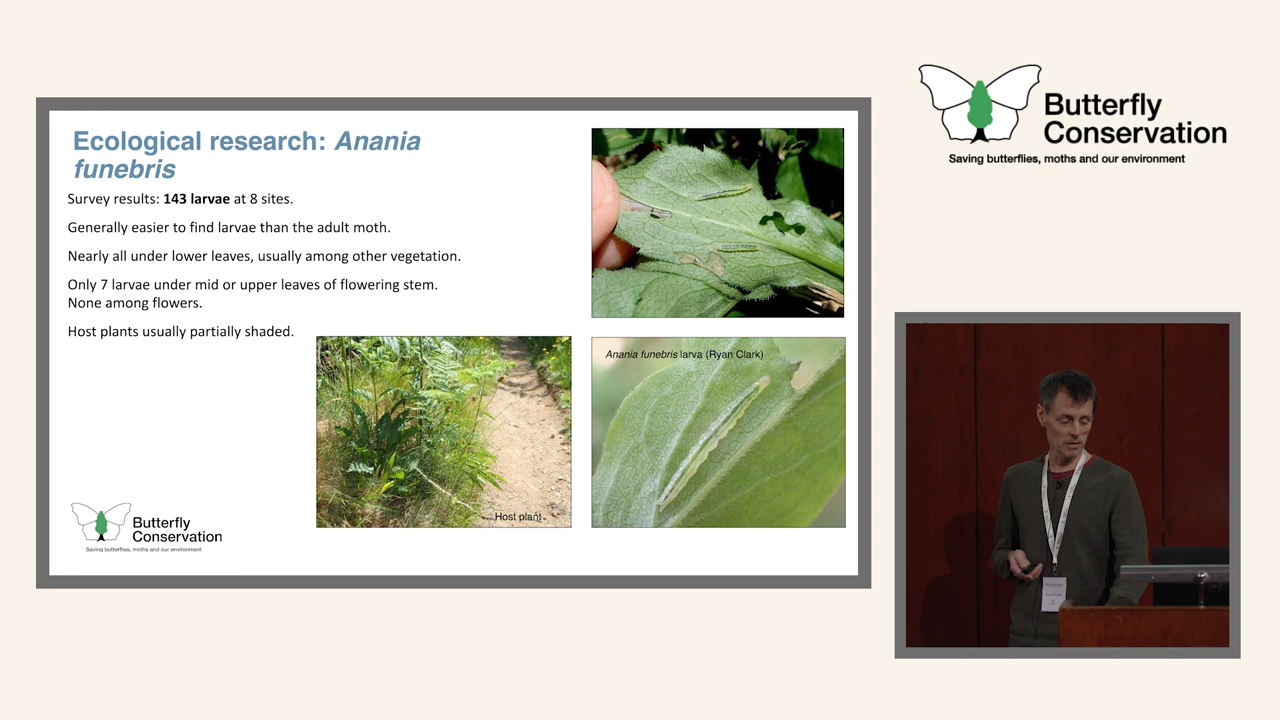 Ecological research: Anania
funebris
Survey results: 143 larvae at 8 sites.
Generally easier to find larvae than the adult moth.
Nearly all under lower leaves, usually among other vegetation.
Only 7 larvae under mid or upper leaves of flowering stem.
None among flowers.
Host plants usually partially shaded.
Anania funebris larva (Ryan Clark)
Host plant
Butterfly
Conservation
Saving butterflies, moths and our environment
Butterfly
Conservation
Saving butterflies, moths and our environment